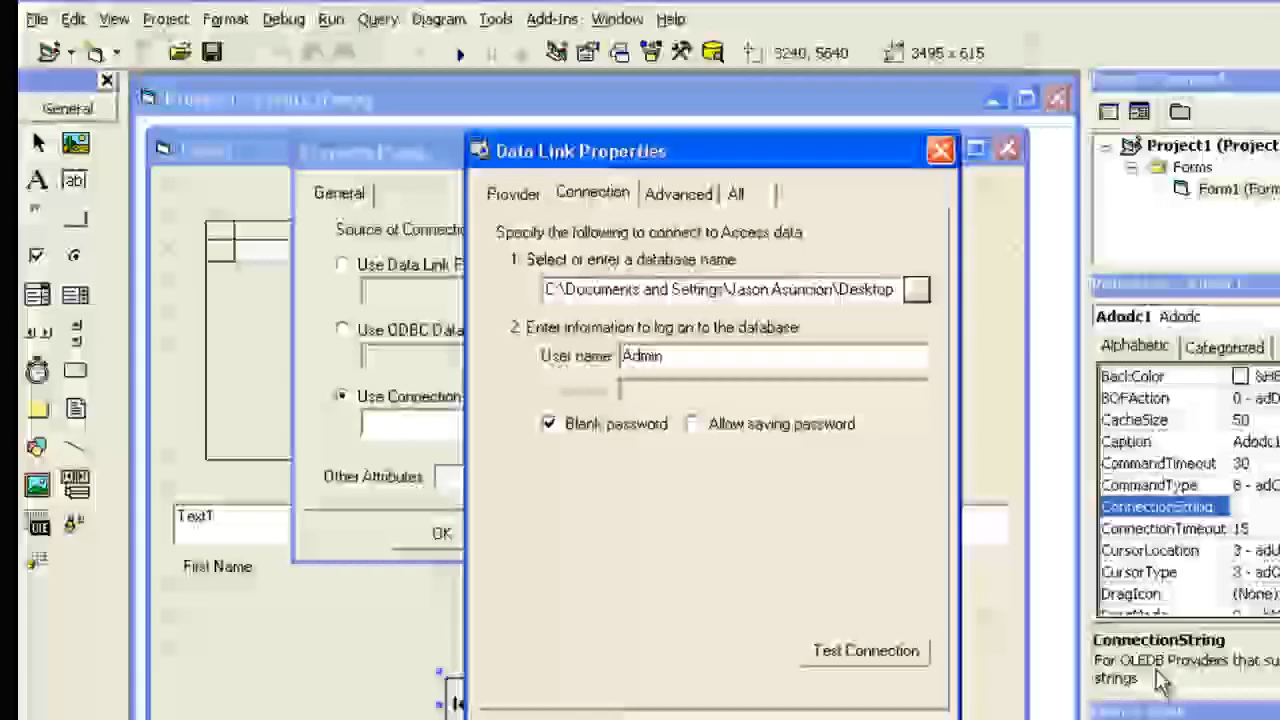 File Edit View Project Format Debug Run Query Diagram Tools Add-Ins Window Help
3240, 5640
3495 x 615
General
Project1 (Project
Forms
Form1 (Form
Data Link Properties
General
Provider Connection Advanced All
Source of Connecti
Use Data Link F
Use ODBC Data
Use Connection
Other Attributes
OK
Specify the following to connect to Access data
1. Select or enter a database name
C:\Documents and Settings\Jason Asuncion\Desktop
2. Enter information to log on to the database
User name Admin
Blank password Allow saving password
Test Connection
Text1
First Name
Adodc1 Adodc
Alphabetic Categorized
BackColor &H8
BOFAction 0 - adD
CacheSize 50
Caption Adodc1
CommandTimeout 30
CommandType 8 - adC
ConnectionString
ConnectionTimeout 15
CursorLocation 3 - adU
CursorType 3 - adO
DragIcon (None)
ConnectionString
For OLEDB Providers that su
strings